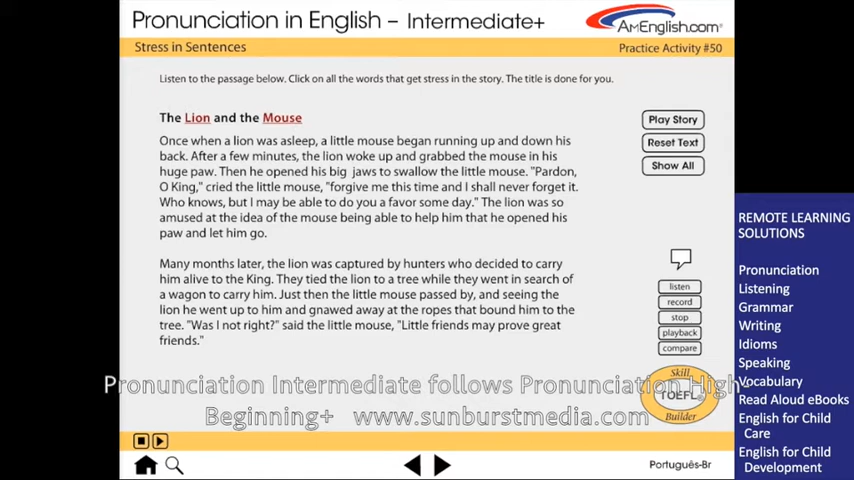 Pronunciation in English – Intermediate+
AMENGLISH.com®
Stress in Sentences
Practice Activity #50
Listen to the passage below. Click on all the words that get stress in the story. The title is done for you.
The Lion and the Mouse
Once when a lion was asleep, a little mouse began running up and down his
back. After a few minutes, the lion woke up and grabbed the mouse in his
huge paw. Then he opened his big jaws to swallow the little mouse. "Pardon,
O King," cried the little mouse, "forgive me this time and I shall never forget it.
Who knows, but I may be able to do you a favor some day." The lion was so
amused at the idea of the mouse being able to help him that he opened his
paw and let him go.
Many months later, the lion was captured by hunters who decided to carry
him alive to the King. They tied the lion to a tree while they went in search of
a wagon to carry him. Just then the little mouse passed by, and seeing the
lion he went up to him and gnawed away at the ropes that bound him to the
tree. "Was I not right?" said the little mouse, "Little friends may prove great
friends."
Play Story
Reset Text
Show All
listen
record
stop
playback
compare
Skill
TOEFL®
Builder
Pronunciation Intermediate follows Pronunciation High-
Beginning+ www.sunburstmedia.com
Português-Br
REMOTE LEARNING
SOLUTIONS
Pronunciation
Listening
Grammar
Writing
Idioms
Speaking
Vocabulary
Read Aloud eBooks
English for Child
Care
English for Child
Development